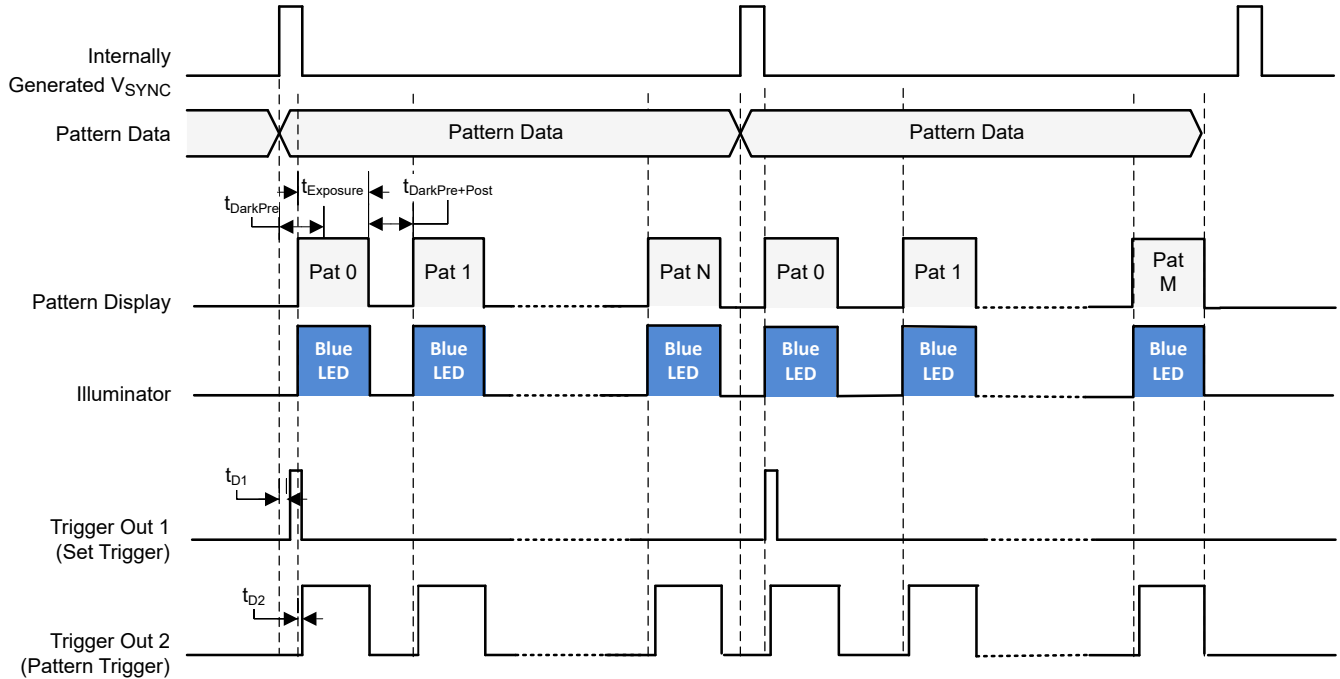 Internally
Generated VSYNC
Pattern Data
Pattern Data
Pattern Data
tExposure
tDarkPre+Post
tDarkPre
Pat 0
Pat 1
Pat N
Pat 0
Pat 1
Pat
M
Pattern Display
Blue
LED
Blue
LED
Blue
LED
Blue
LED
Blue
LED
Blue
LED
Illuminator
tD1
Trigger Out 1
(Set Trigger)
tD2
Trigger Out 2
(Pattern Trigger)